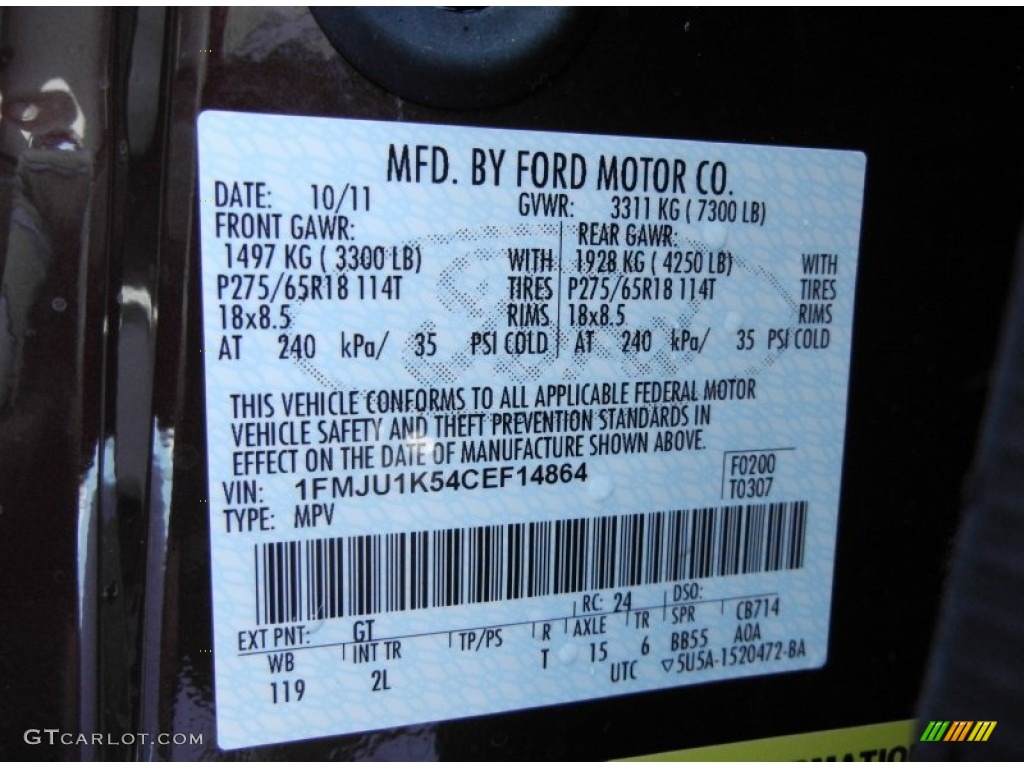 MFD. BY FORD MOTOR CO.
DATE: 10/11 GVWR: 3311 KG ( 7300 LB)
FRONT GAWR: REAR GAWR:
1497 KG ( 3300 LB) WITH 1928 KG ( 4250 LB) WITH
P275/65R18 114T TIRES P275/65R18 114T TIRES
18x8.5 RIMS 18x8.5 RIMS
AT 240 kPa/ 35 PSI COLD AT 240 kPa/ 35 PSI COLD
THIS VEHICLE CONFORMS TO ALL APPLICABLE FEDERAL MOTOR
VEHICLE SAFETY AND THEFT PREVENTION STANDARDS IN
EFFECT ON THE DATE OF MANUFACTURE SHOWN ABOVE.
VIN: 1FMJU1K54CEF14864 F0200
TYPE: MPV T0307
EXT PNT: GT RC: 24 DSO:
WB INT TR TP/PS R AXLE TR SPR CB714
119 2L T 15 6 BB55 A0A
UTC ▽5U5A-1520472-BA
GTCARLOT.COM